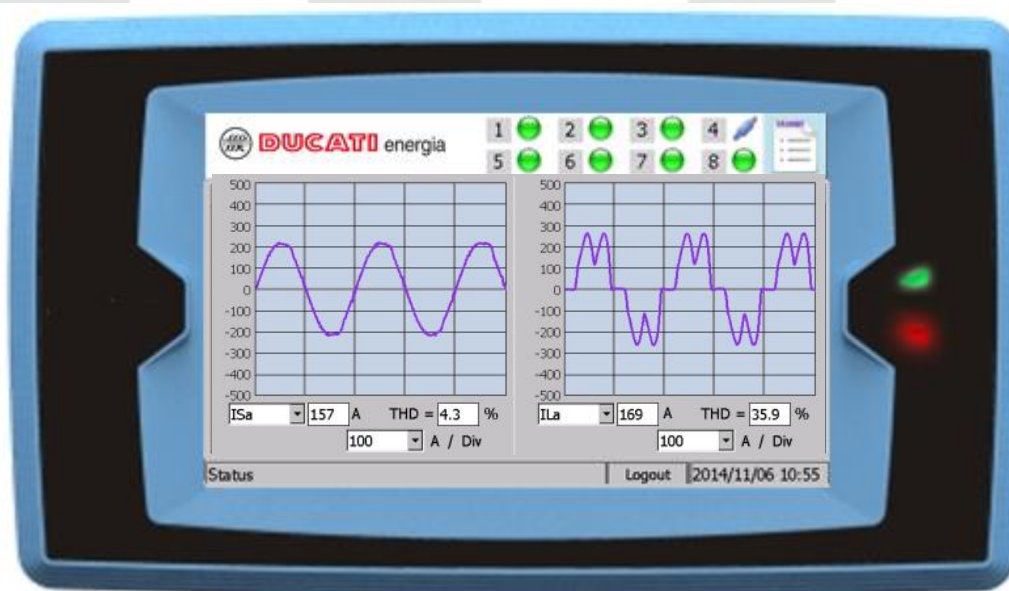 DUCATI energia
1 2 3 4
5 6 7 8
500
400
300
200
100
0
-100
-200
-300
-400
-500
ISa 157 A THD = 4.3 %
100 A / Div
500
400
300
200
100
0
-100
-200
-300
-400
-500
ILa 169 A THD = 35.9 %
100 A / Div
Status Logout 2014/11/06 10:55